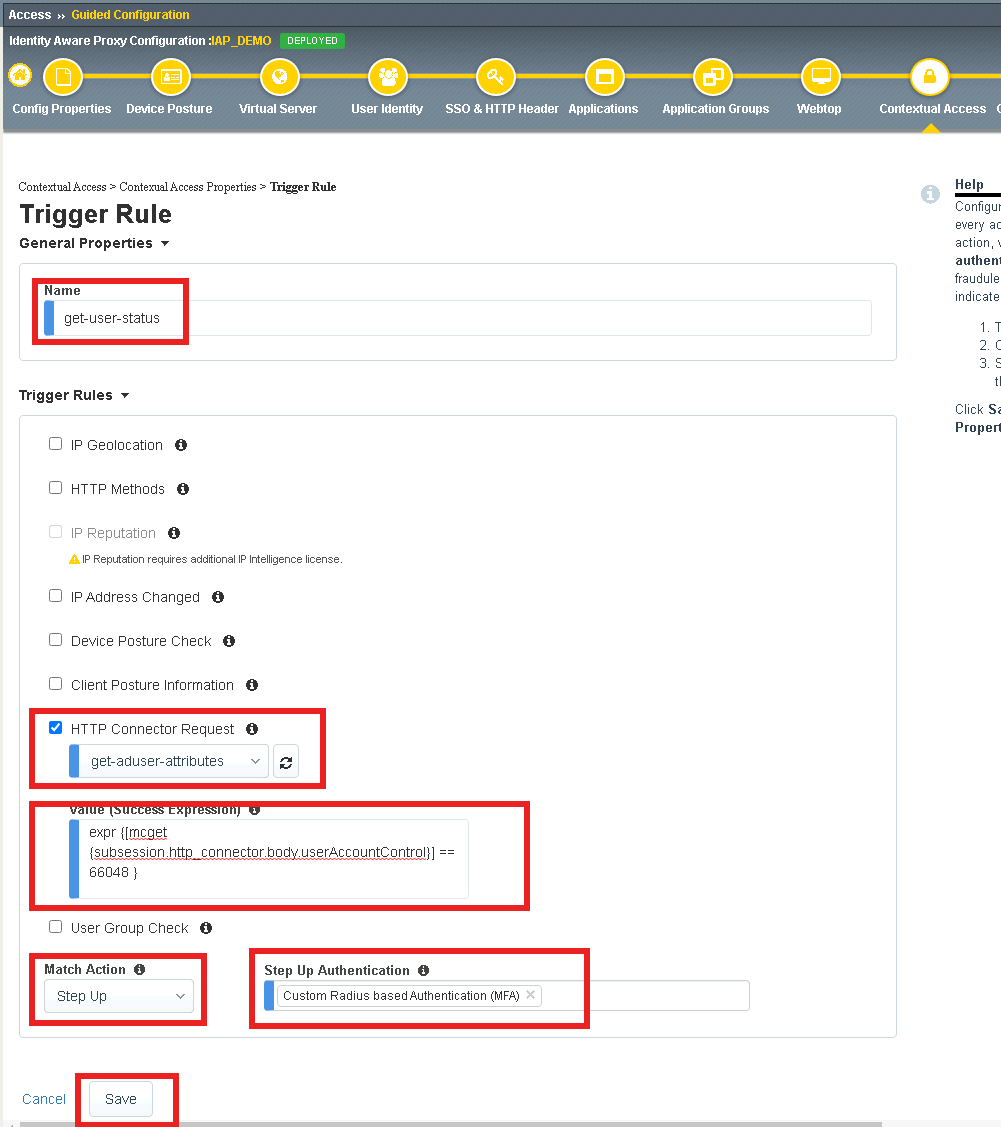 Access » Guided Configuration
Identity Aware Proxy Configuration :IAP_DEMO DEPLOYED
Config Properties Device Posture Virtual Server User Identity SSO & HTTP Header Applications Application Groups Webtop Contextual Access
Contextual Access > Contexual Access Properties > Trigger Rule
Trigger Rule
General Properties
Name
get-user-status
Trigger Rules
IP Geolocation
HTTP Methods
IP Reputation
IP Reputation requires additional IP Intelligence license.
IP Address Changed
Device Posture Check
Client Posture Information
HTTP Connector Request
get-aduser-attributes
Value (Success Expression)
expr {[mcget
{subsession.http_connector.body.userAccountControl}] ==
66048 }
User Group Check
Match Action
Step Up
Step Up Authentication
Custom Radius based Authentication (MFA) ×
Cancel Save
Help
Configur
every ac
action, v
authent
fraudule
indicate
1. T
2. C
3. S
t
Click Sa
Propert